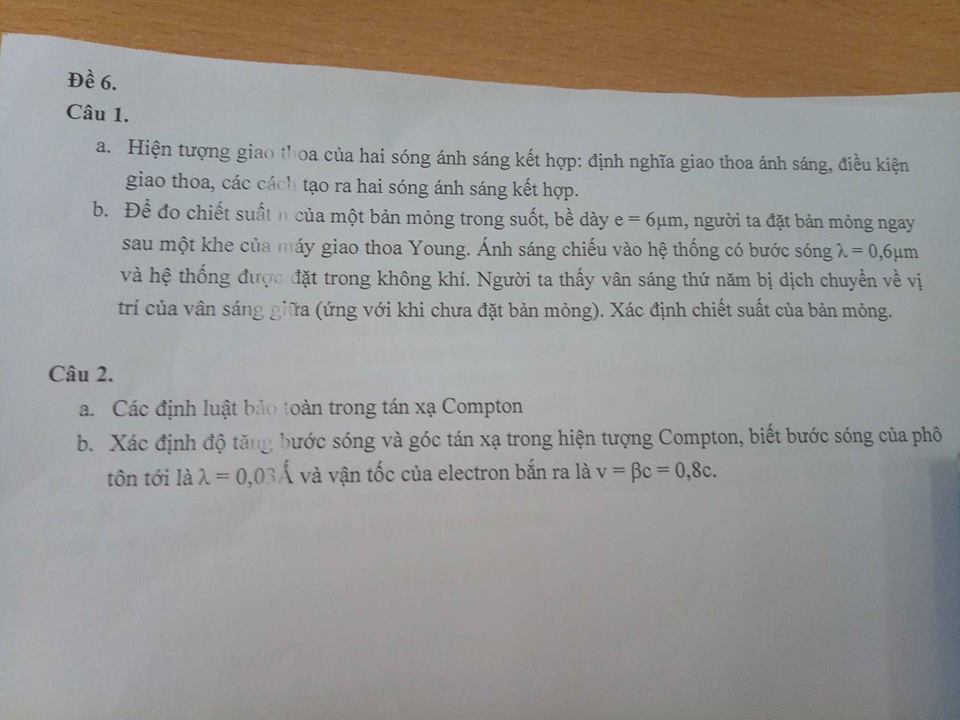 Đề 6.
Câu 1.
a. Hiện tượng giao thoa của hai sóng ánh sáng kết hợp: định nghĩa giao thoa ánh sáng, điều kiện
giao thoa, các cách tạo ra hai sóng ánh sáng kết hợp.
b. Để đo chiết suất n của một bản mỏng trong suốt, bề dày e = 6μm, người ta đặt bản mỏng ngay
sau một khe của máy giao thoa Young. Ánh sáng chiếu vào hệ thống có bước sóng λ = 0,6μm
và hệ thống được đặt trong không khí. Người ta thấy vân sáng thứ năm bị dịch chuyển về vị
trí của vân sáng giữa (ứng với khi chưa đặt bản mỏng). Xác định chiết suất của bản mỏng.
Câu 2.
a. Các định luật bảo toàn trong tán xạ Compton
b. Xác định độ tăng bước sóng và góc tán xạ trong hiện tượng Compton, biết bước sóng của phô
tôn tới là λ = 0,03Å và vận tốc của electron bắn ra là v = βc = 0,8c.